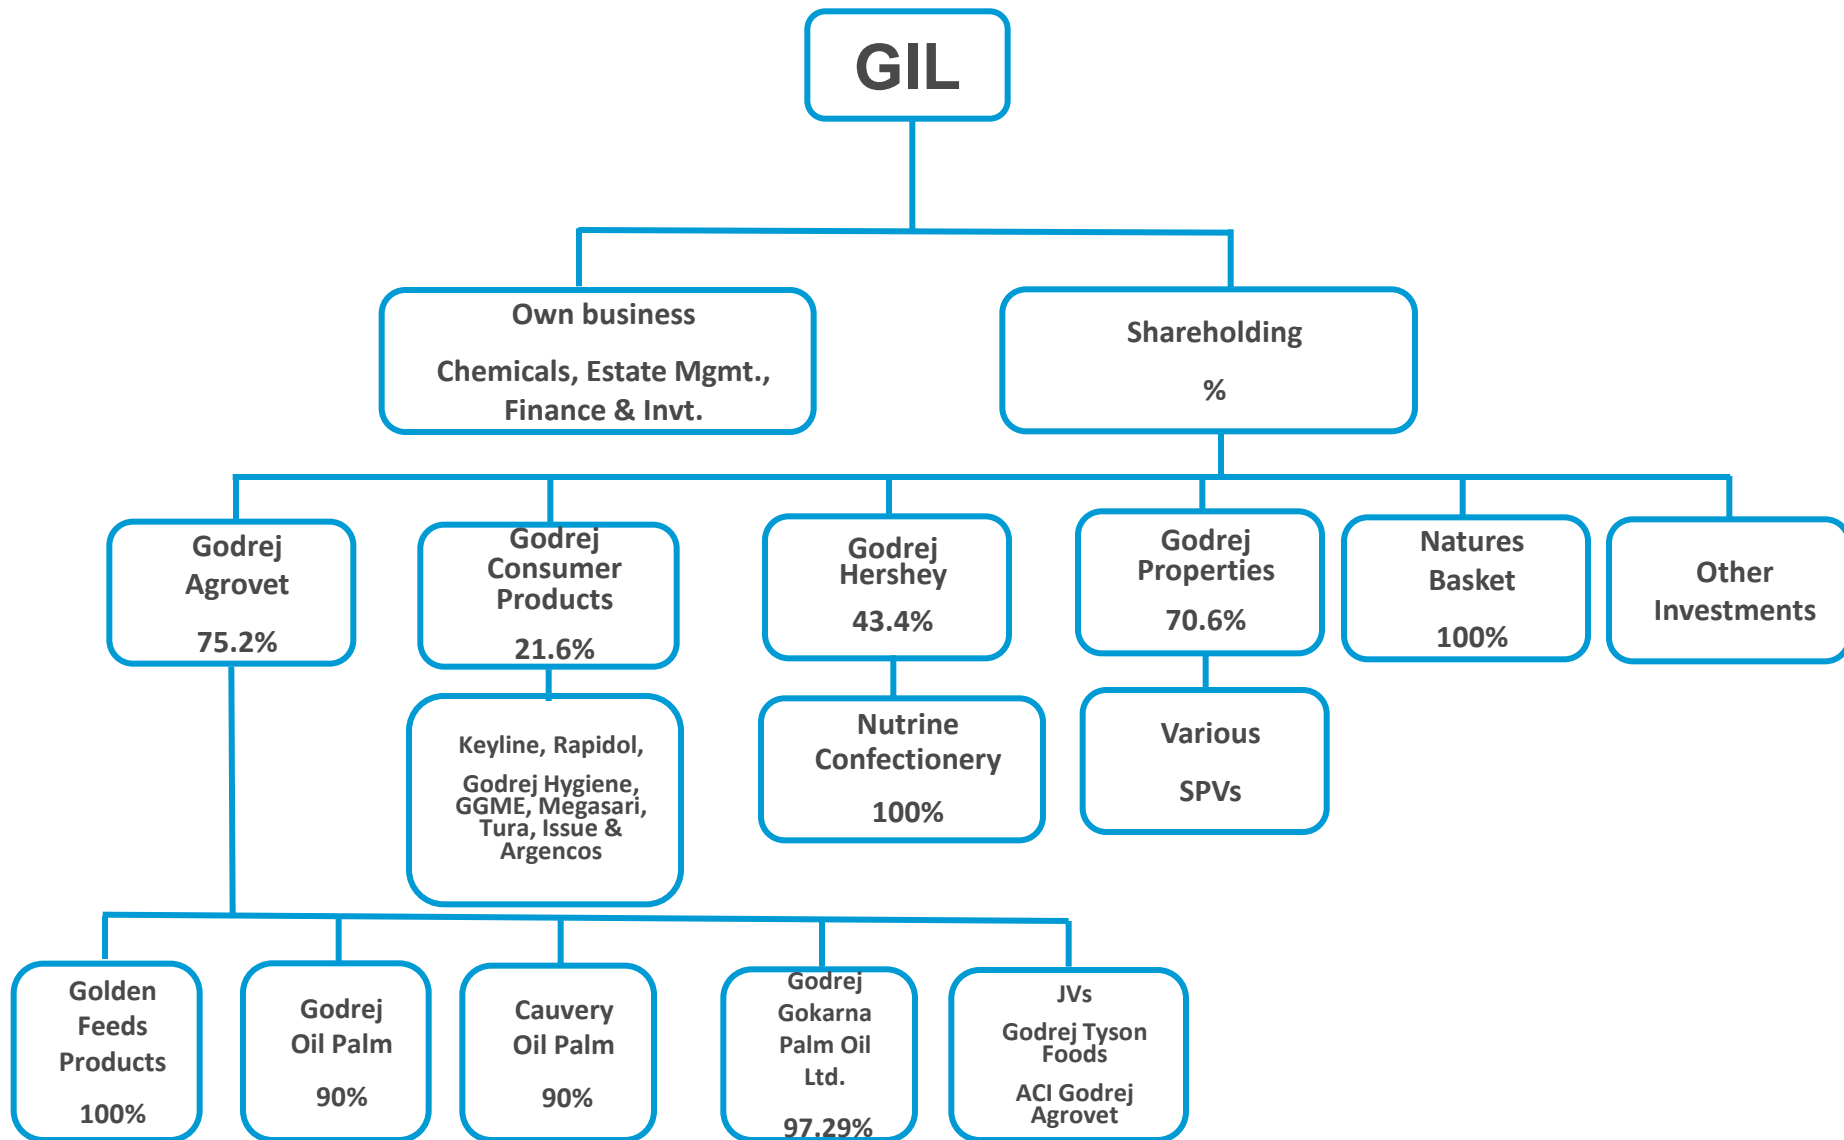 GIL
Own business
Chemicals, Estate Mgmt.,
Finance & Invt.
Shareholding
%
Godrej
Agrovet
75.2%
Godrej
Consumer
Products
21.6%
Godrej
Hershey
43.4%
Godrej
Properties
70.6%
Natures
Basket
100%
Other
Investments
Keyline, Rapidol,
Godrej Hygiene,
GGME, Megasari,
Tura, Issue &
Argencos
Nutrine
Confectionery
100%
Various
SPVs
Golden
Feeds
Products
100%
Godrej
Oil Palm
90%
Cauvery
Oil Palm
90%
Godrej
Gokarna
Palm Oil
Ltd.
97.29%
JVs
Godrej Tyson
Foods
ACI Godrej
Agrovet